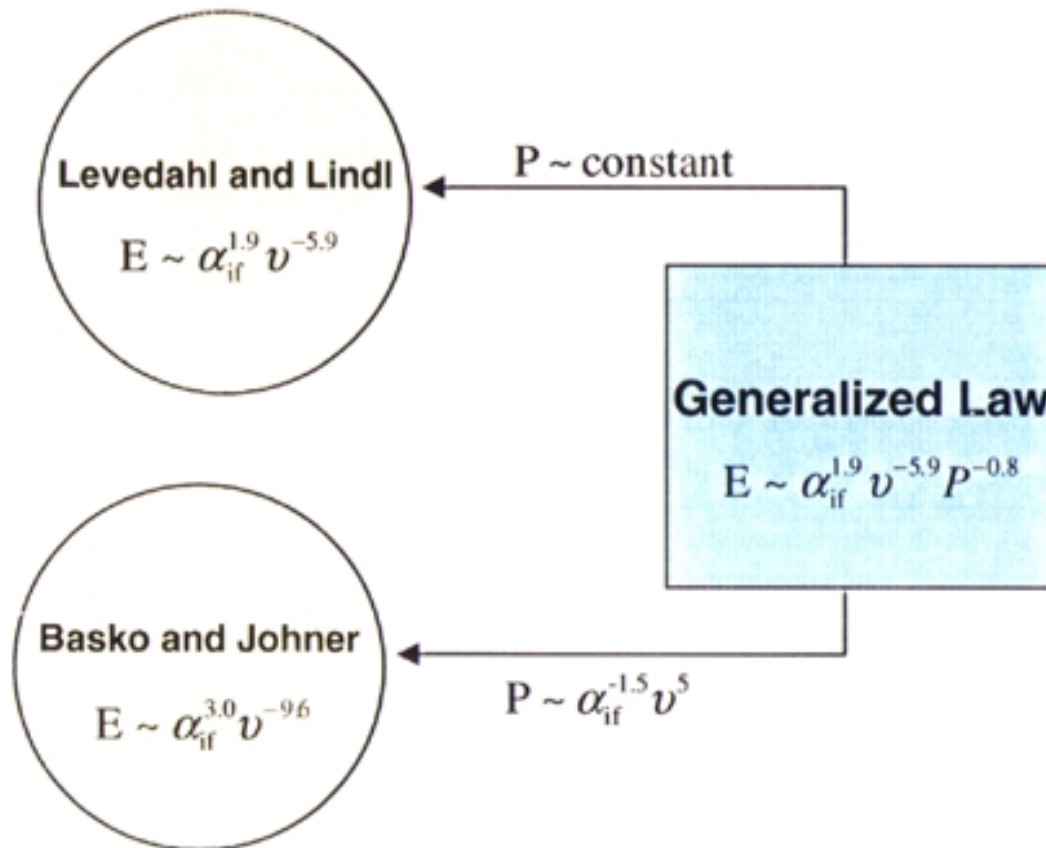 Levedahl and Lindl
E ~ α_if^1.9 υ^−5.9
P ~ constant
Generalized Law
E ~ α_if^1.9 υ^−5.9 P^−0.8
Basko and Johner
E ~ α_if^3.0 υ^−9.6
P ~ α_if^-1.5 υ^5